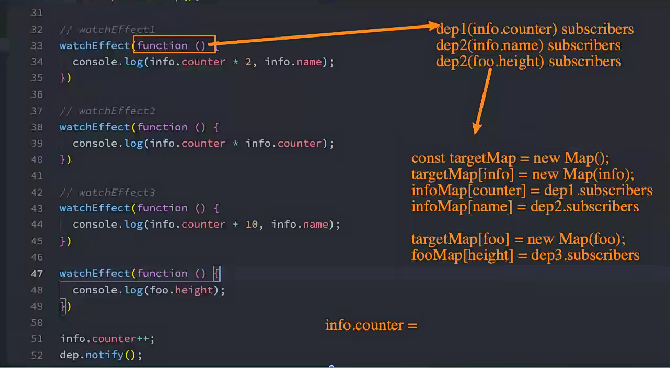 31
32 // watchEffect1
33 watchEffect(function () {
34 console.log(info.counter * 2, info.name);
35 })
36
37 // watchEffect2
38 watchEffect(function () {
39 console.log(info.counter * info.counter);
40 })
41
42 // watchEffect3
43 watchEffect(function () {
44 console.log(info.counter + 10, info.name);
45 })
46
47 watchEffect(function () {
48 console.log(foo.height);
49 })
50
51 info.counter++;
52 dep.notify();
dep1(info.counter) subscribers
dep2(info.name) subscribers
dep2(foo.height) subscribers
const targetMap = new Map();
targetMap[info] = new Map(info);
infoMap[counter] = dep1.subscribers
infoMap[name] = dep2.subscribers
targetMap[foo] = new Map(foo);
fooMap[height] = dep3.subscribers
info.counter =